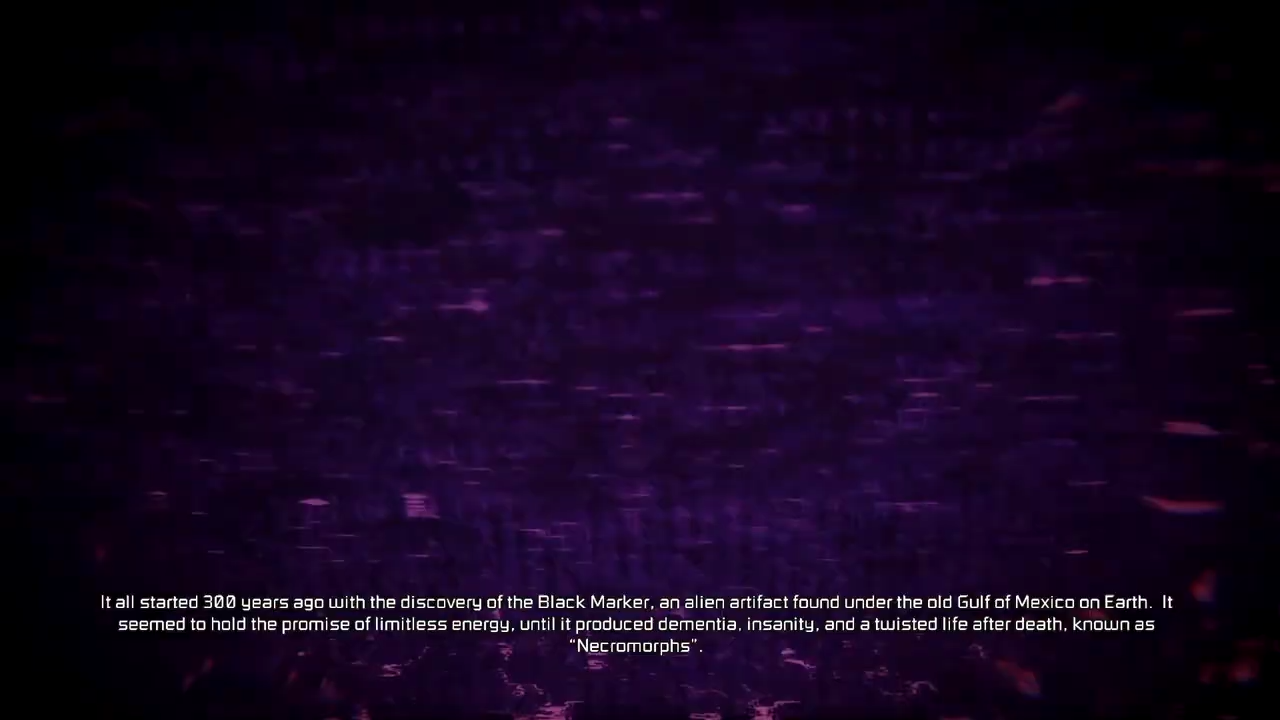 It all started 300 years ago with the discovery of the Black Marker, an alien artifact found under the old Gulf of Mexico on Earth.  It
seemed to hold the promise of limitless energy, until it produced dementia, insanity, and a twisted life after death, known as
“Necromorphs”.